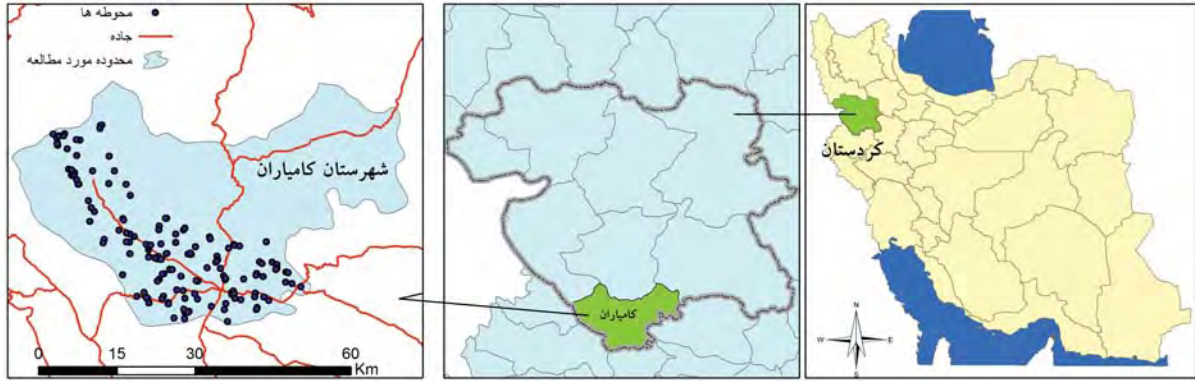 محوطه ها
جاده
محدوده مورد مطالعه
شهرستان کامیاران
0 15 30 60
Km
کامیاران
کردستان
N
W E
S